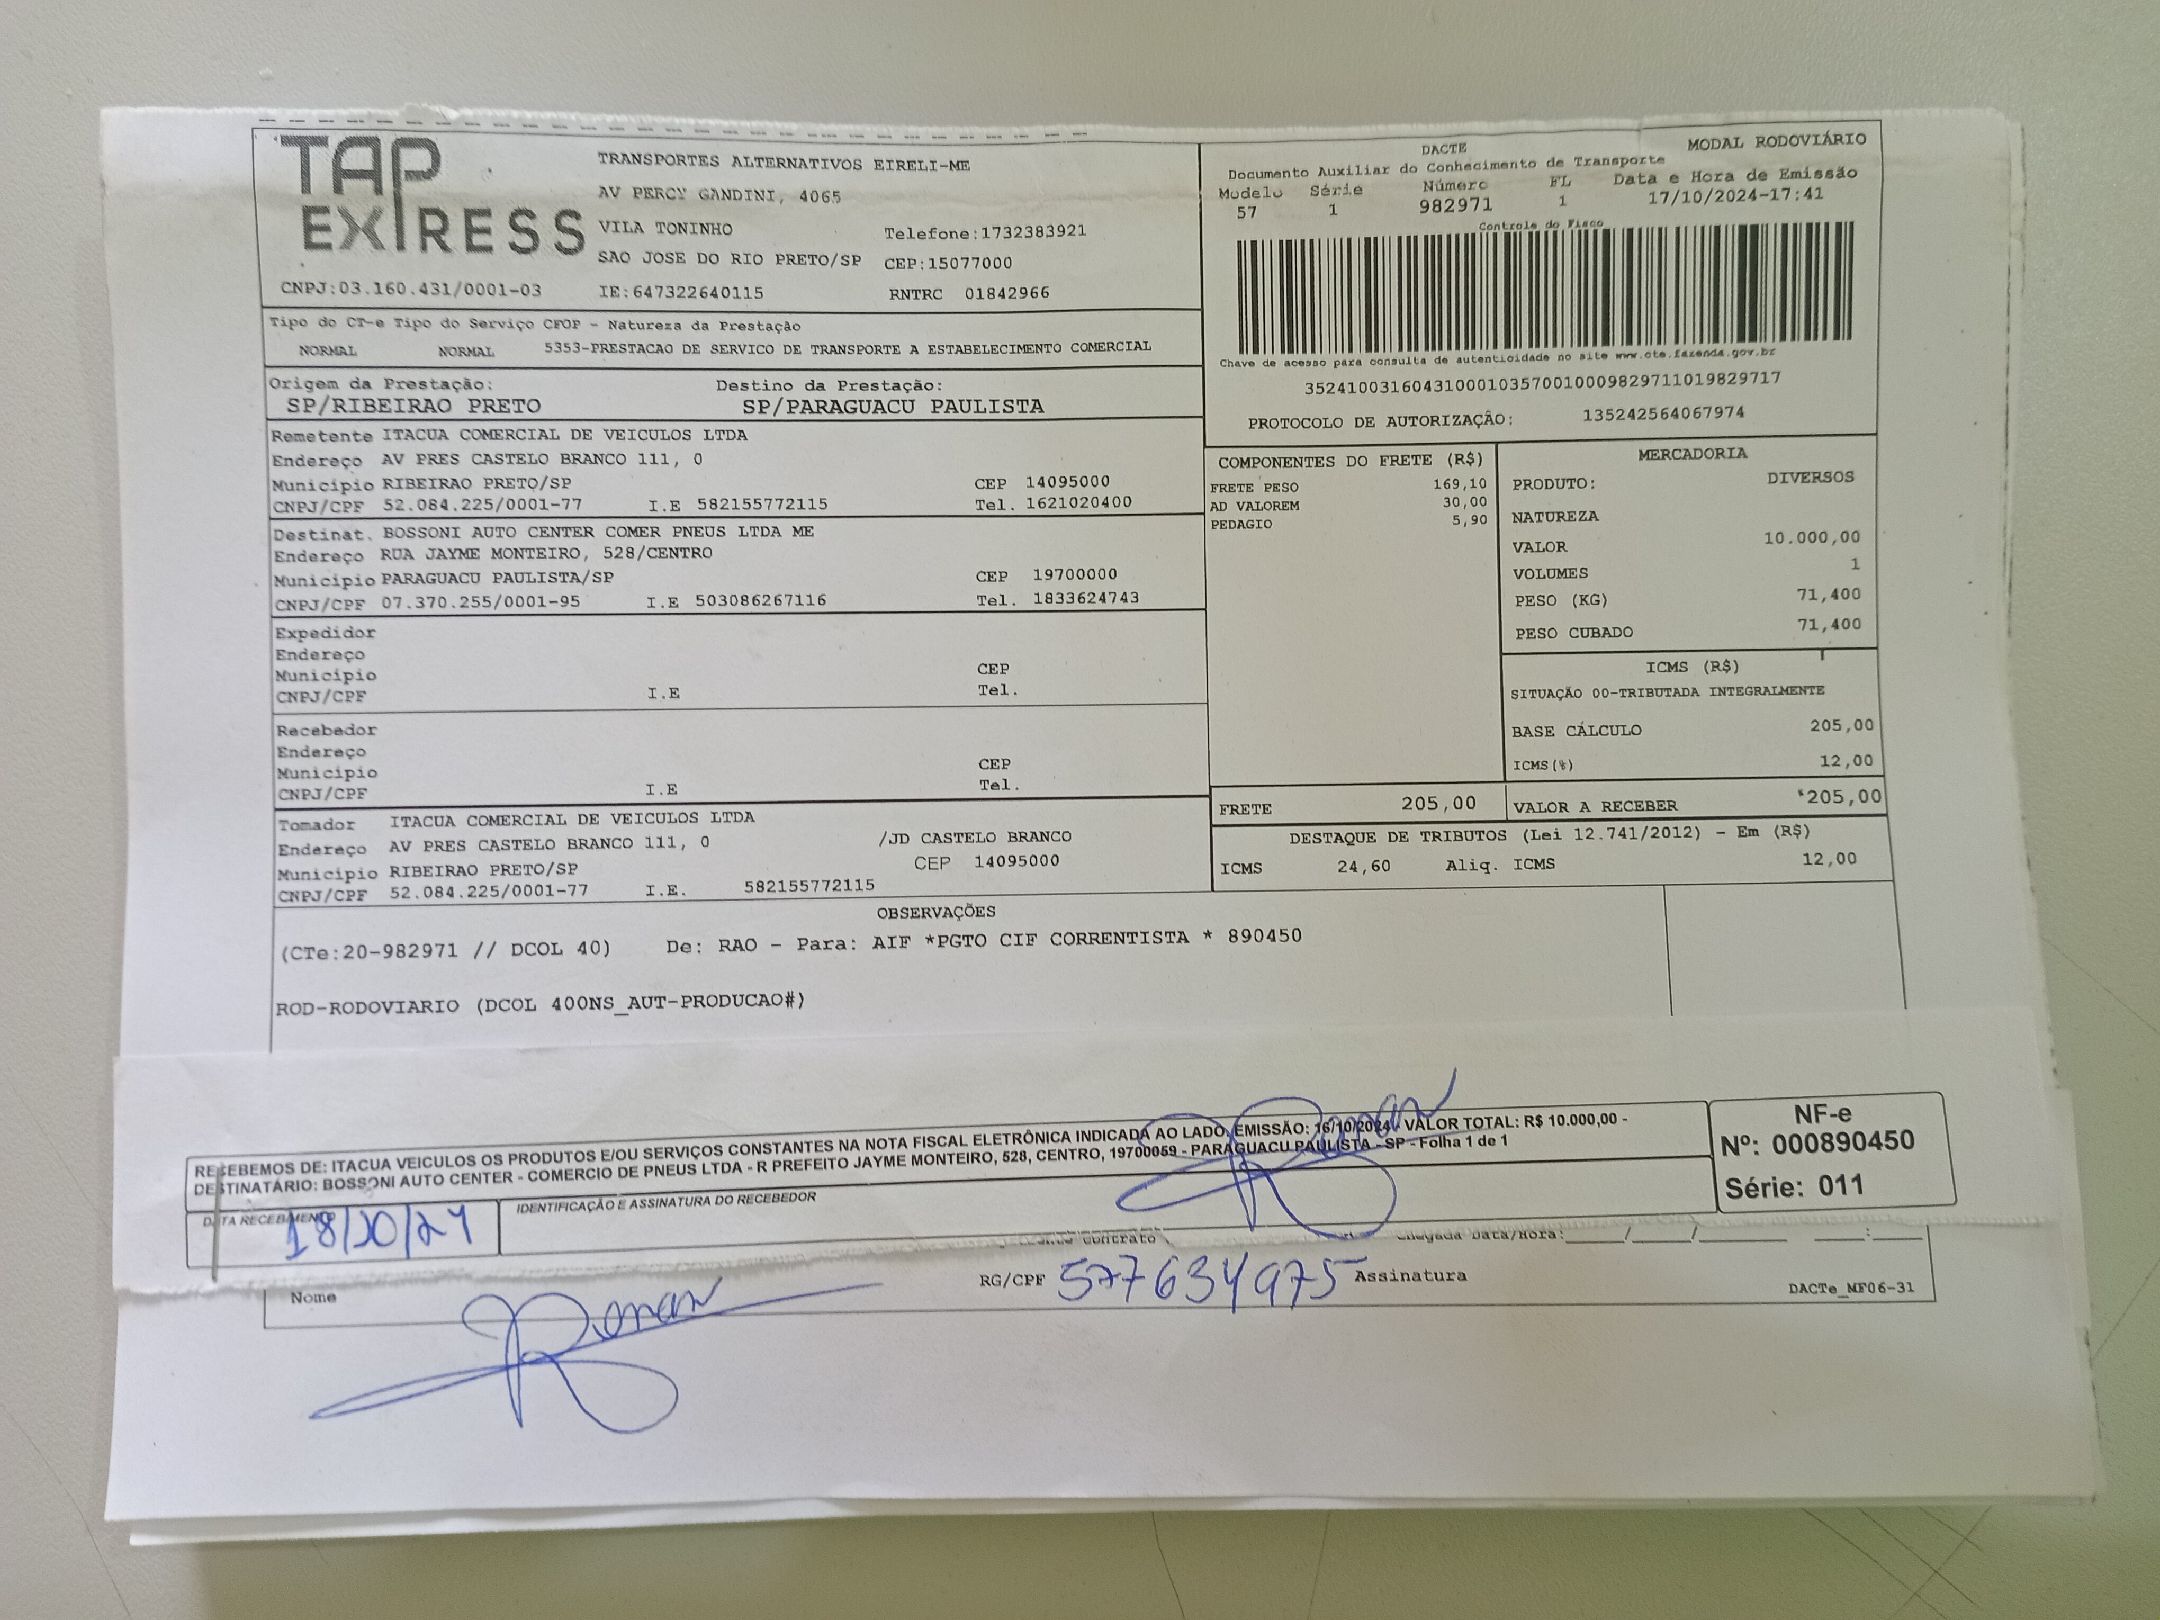 TAP EXPRESS
TRANSPORTES ALTERNATIVOS EIRELI-ME
AV PERCY GANDINI, 4065
VILA TONINHO Telefone:1732383921
SAO JOSE DO RIO PRETO/SP CEP:15077000
CNPJ:03.160.431/0001-03 IE:647322640115 RNTRC 01842966
DACTE MODAL RODOVIÁRIO
Documento Auxiliar do Conhecimento de Transporte
Modelo Série Número FL Data e Hora de Emissão
57 1 982971 1 17/10/2024-17:41
Controle do Fisco
Chave de acesso para consulta de autenticidade no site www.cte.fazenda.gov.br
35241003160431000103570010009829711019829717
PROTOCOLO DE AUTORIZAÇÃO: 135242564067974
Tipo do CT-e Tipo do Serviço CFOP - Natureza da Prestação
NORMAL NORMAL 5353-PRESTACAO DE SERVICO DE TRANSPORTE A ESTABELECIMENTO COMERCIAL
Origem da Prestação: Destino da Prestação:
SP/RIBEIRAO PRETO SP/PARAGUACU PAULISTA
Remetente ITACUA COMERCIAL DE VEICULOS LTDA
Endereço AV PRES CASTELO BRANCO 111, 0
Município RIBEIRAO PRETO/SP CEP 14095000
CNPJ/CPF 52.084.225/0001-77 I.E 582155772115 Tel. 1621020400
Destinat. BOSSONI AUTO CENTER COMER PNEUS LTDA ME
Endereço RUA JAYME MONTEIRO, 528/CENTRO
Município PARAGUACU PAULISTA/SP CEP 19700000
CNPJ/CPF 07.370.255/0001-95 I.E 503086267116 Tel. 1833624743
Expedidor
Endereço
Município CEP
CNPJ/CPF I.E Tel.
Recebedor
Endereço
Município CEP
CNPJ/CPF I.E Tel.
Tomador ITACUA COMERCIAL DE VEICULOS LTDA
Endereço AV PRES CASTELO BRANCO 111, 0 /JD CASTELO BRANCO
Município RIBEIRAO PRETO/SP CEP 14095000
CNPJ/CPF 52.084.225/0001-77 I.E. 582155772115
COMPONENTES DO FRETE (R$)
FRETE PESO 169,10
AD VALOREM 30,00
PEDAGIO 5,90
MERCADORIA
PRODUTO: DIVERSOS
NATUREZA
VALOR 10.000,00
VOLUMES 1
PESO (KG) 71,400
PESO CUBADO 71,400
ICMS (R$)
SITUAÇÃO 00-TRIBUTADA INTEGRALMENTE
BASE CÁLCULO 205,00
ICMS(%) 12,00
FRETE 205,00 VALOR A RECEBER *205,00
DESTAQUE DE TRIBUTOS (Lei 12.741/2012) - Em (R$)
ICMS 24,60 Aliq. ICMS 12,00
OBSERVAÇÕES
(CTe:20-982971 // DCOL 40) De: RAO - Para: AIF *PGTO CIF CORRENTISTA * 890450
ROD-RODOVIARIO (DCOL 400NS_AUT-PRODUCAO#)
RECEBEMOS DE: ITACUA VEICULOS OS PRODUTOS E/OU SERVIÇOS CONSTANTES NA NOTA FISCAL ELETRÔNICA INDICADA AO LADO. EMISSÃO: 16/10/2024 VALOR TOTAL: R$ 10.000,00 -
DESTINATÁRIO: BOSSONI AUTO CENTER - COMERCIO DE PNEUS LTDA - R PREFEITO JAYME MONTEIRO, 528, CENTRO, 19700059 - PARAGUACU PAULISTA - SP - Folha 1 de 1
NF-e
Nº: 000890450
Série: 011
DATA RECEBIMENTO IDENTIFICAÇÃO E ASSINATURA DO RECEBEDOR
18/10/24
Renan
Contrato Chegada Data/Hora:_____/_____/_______ ____:____
Nome RG/CPF 577634975 Assinatura DACTe_MF06-31
Renan